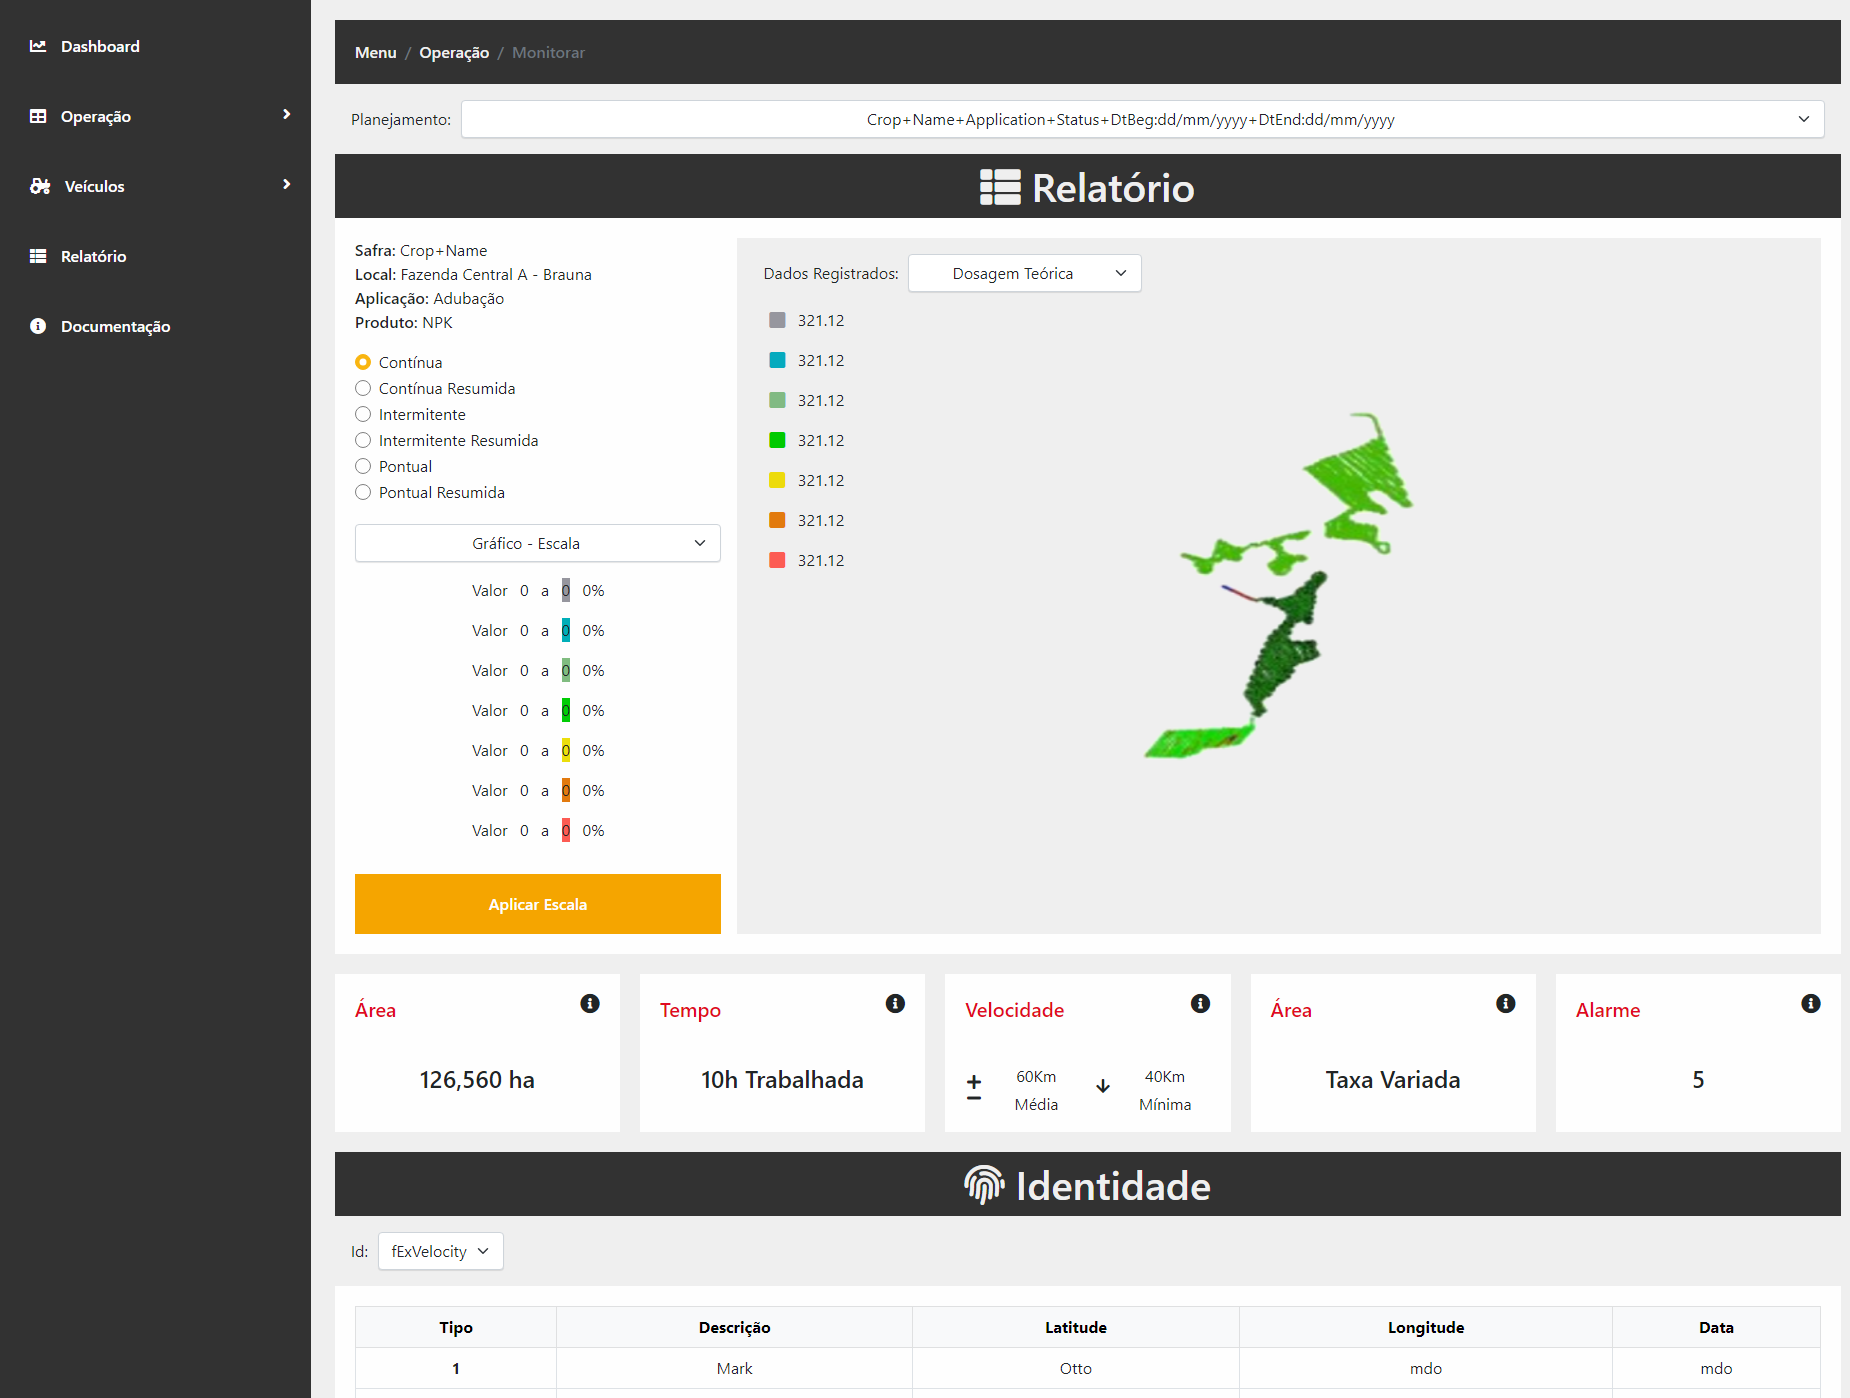 Dashboard
Operação
Veículos
Relatório
Documentação
Menu / Operação / Monitorar
Planejamento: Crop+Name+Application+Status+DtBeg:dd/mm/yyyy+DtEnd:dd/mm/yyyy
Relatório
Safra: Crop+Name
Local: Fazenda Central A - Brauna
Aplicação: Adubação
Produto: NPK
Contínua
Contínua Resumida
Intermitente
Intermitente Resumida
Pontual
Pontual Resumida
Gráfico - Escala
Valor 0 a 0 0%
Valor 0 a 0 0%
Valor 0 a 0 0%
Valor 0 a 0 0%
Valor 0 a 0 0%
Valor 0 a 0 0%
Valor 0 a 0 0%
Aplicar Escala
Dados Registrados: Dosagem Teórica
321.12
321.12
321.12
321.12
321.12
321.12
321.12
Área
126,560 ha
Tempo
10h Trabalhada
Velocidade
60Km
Média
40Km
Mínima
Área
Taxa Variada
Alarme
5
Identidade
Id: fExVelocity
Tipo Descrição Latitude Longitude Data
1 Mark Otto mdo mdo